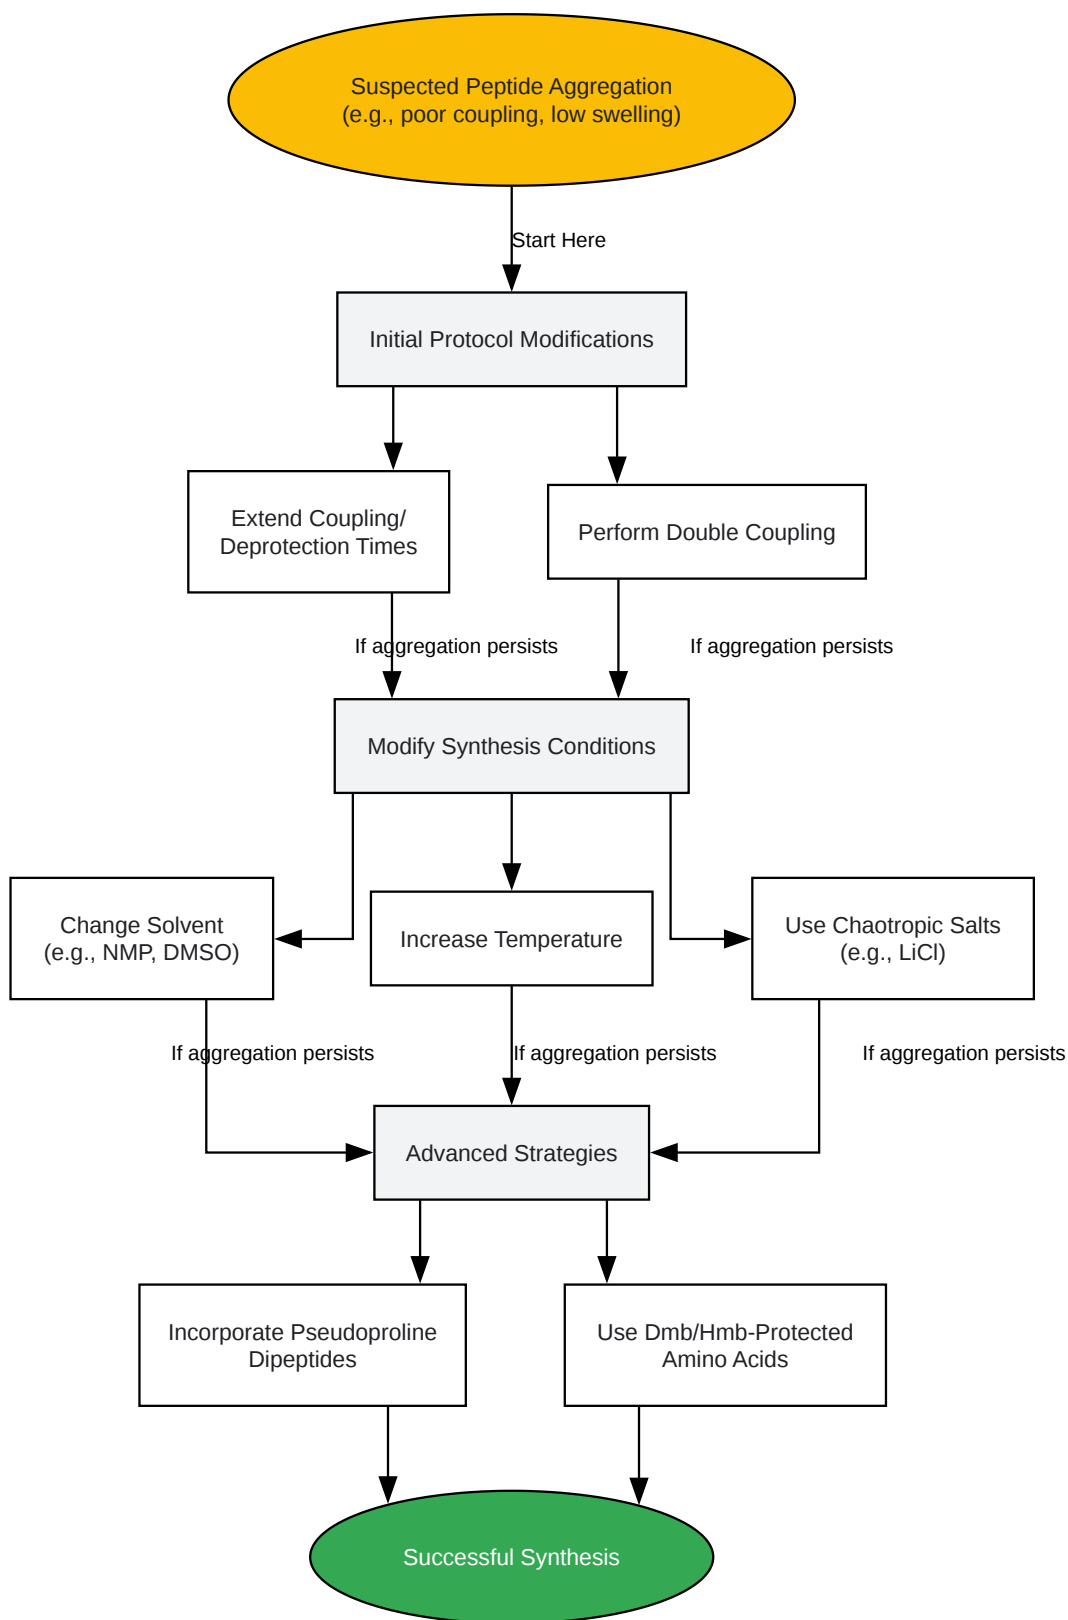 Suspected Peptide Aggregation
(e.g., poor coupling, low swelling)
Start Here
Initial Protocol Modifications
Extend Coupling/
Deprotection Times
Perform Double Coupling
If aggregation persists
If aggregation persists
Modify Synthesis Conditions
Change Solvent
(e.g., NMP, DMSO)
Increase Temperature
Use Chaotropic Salts
(e.g., LiCl)
If aggregation persists
If aggregation persists
If aggregation persists
Advanced Strategies
Incorporate Pseudoproline
Dipeptides
Use Dmb/Hmb-Protected
Amino Acids
Successful Synthesis